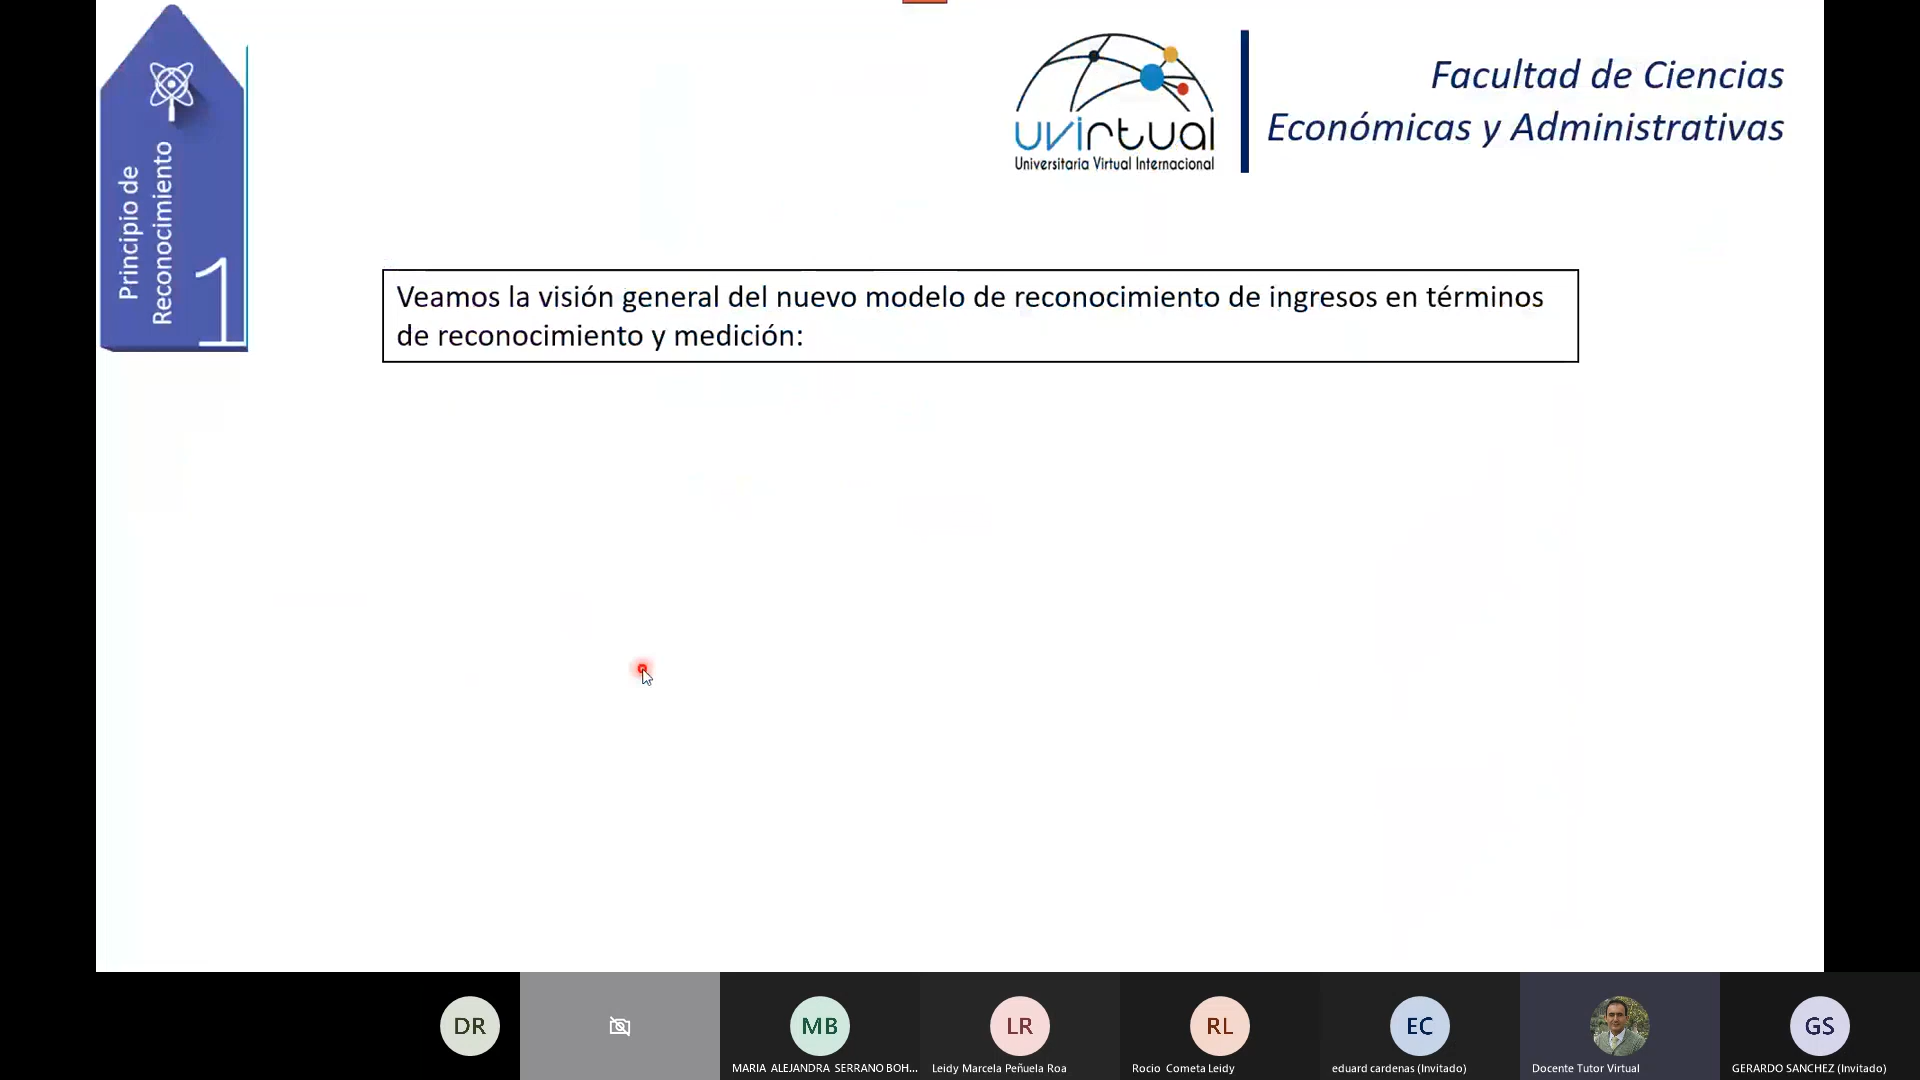 Principio de
Reconocimiento
1
uvirtual
Universitaria Virtual Internacional
Facultad de Ciencias
Económicas y Administrativas
Veamos la visión general del nuevo modelo de reconocimiento de ingresos en términos
de reconocimiento y medición:
DR
MB
LR
RL
EC
GS
MARIA ALEJANDRA SERRANO BOH...
Leidy Marcela Peñuela Roa
Rocio Cometa Leidy
eduard cardenas (Invitado)
Docente Tutor Virtual
GERARDO SANCHEZ (Invitado)